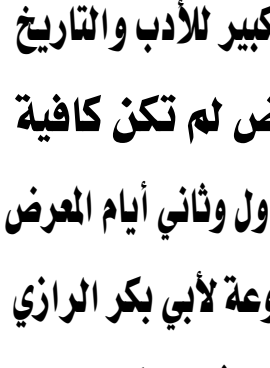 كبير للأدب والتاريخ
لم تكن كافية
وثاني أيام المعرض
لأبي بكر الرازي